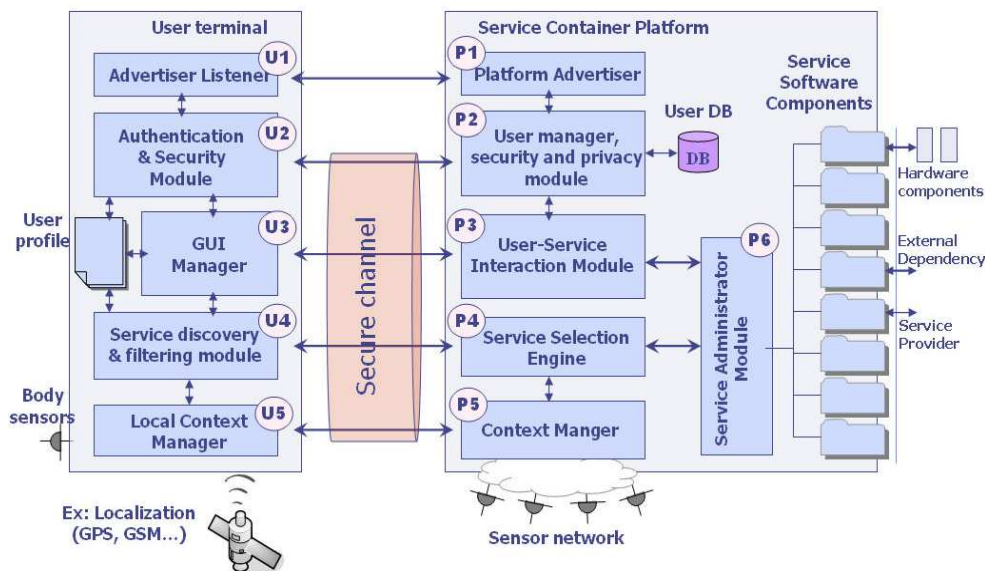 User terminal
U1
Advertiser Listener
U2
Authentication
& Security
Module
User
profile
U3
GUI
Manager
U4
Service discovery
& filtering module
Body
sensors
U5
Local Context
Manager
Ex: Localization
(GPS, GSM...)
Secure channel
Service Container Platform
P1
Platform Advertiser
P2
User manager,
security and privacy
module
User DB
DB
P3
User-Service
Interaction Module
P4
Service Selection
Engine
P5
Context Manger
Sensor network
P6
Service Administrator
Module
Service
Software
Components
Hardware
components
External
Dependency
Service
Provider